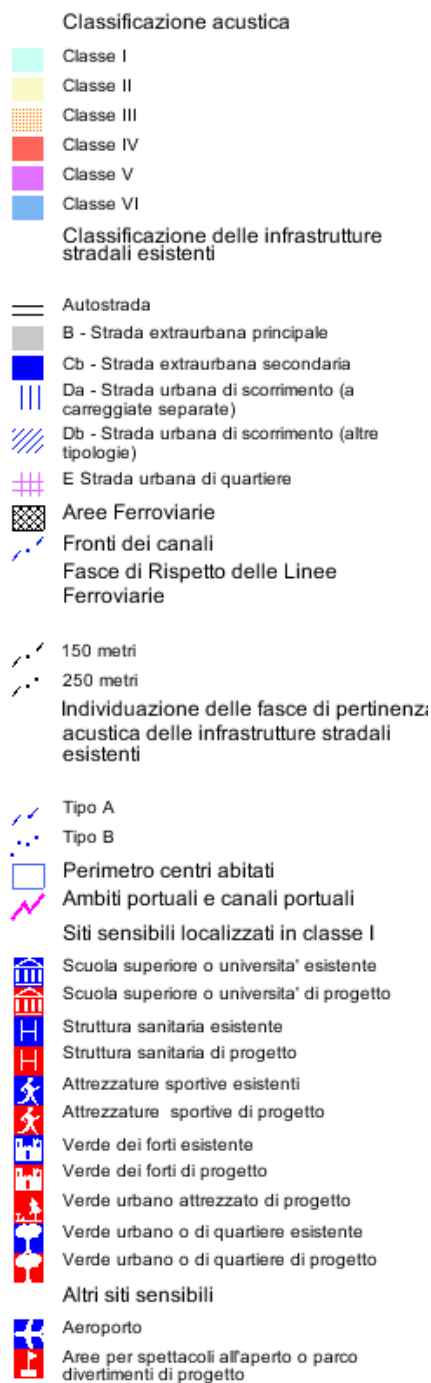 Classificazione acustica
Classe I
Classe II
Classe III
Classe IV
Classe V
Classe VI
Classificazione delle infrastrutture
stradali esistenti
Autostrada
B - Strada extraurbana principale
Cb - Strada extraurbana secondaria
Da - Strada urbana di scorrimento (a
carreggiate separate)
Db - Strada urbana di scorrimento (altre
tipologie)
E Strada urbana di quartiere
Aree Ferroviarie
Fronti dei canali
Fasce di Rispetto delle Linee
Ferroviarie
150 metri
250 metri
Individuazione delle fasce di pertinenza
acustica delle infrastrutture stradali
esistenti
Tipo A
Tipo B
Perimetro centri abitati
Ambiti portuali e canali portuali
Siti sensibili localizzati in classe I
Scuola superiore o universita' esistente
Scuola superiore o universita' di progetto
Struttura sanitaria esistente
Struttura sanitaria di progetto
Attrezzature sportive esistenti
Attrezzature sportive di progetto
Verde dei forti esistente
Verde dei forti di progetto
Verde urbano attrezzato di progetto
Verde urbano o di quartiere esistente
Verde urbano o di quartiere di progetto
Altri siti sensibili
Aeroporto
Aree per spettacoli all'aperto o parco
divertimenti di progetto